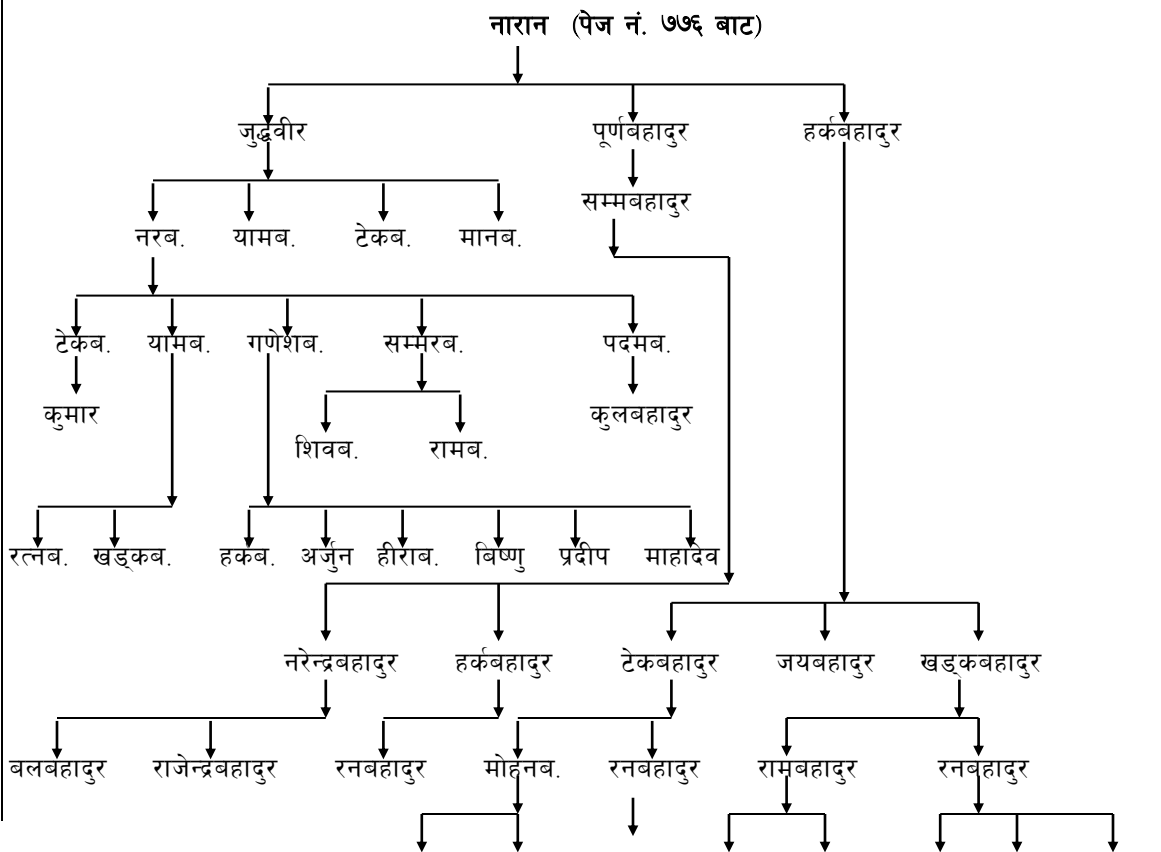 नारान (पेज नं. ७७६ बाट)
जुद्धवीर पूर्णबहादुर हर्कबहादुर
सम्मबहादुर
नरब. यामब. टेकब. मानब.
टेकब. यामब. गणेशब. सम्मरब. पदमब.
कुमार कुलबहादुर
शिवब. रामब.
रत्नब. खड्कब. हर्कब. अर्जुन हीराब. बिष्णु प्रदीप माहादेव
नरेन्द्रबहादुर हर्कबहादुर टेकबहादुर जयबहादुर खड्कबहादुर
बलबहादुर राजेन्द्रबहादुर रनबहादुर मोहनब. रनबहादुर रामबहादुर रनबहादुर